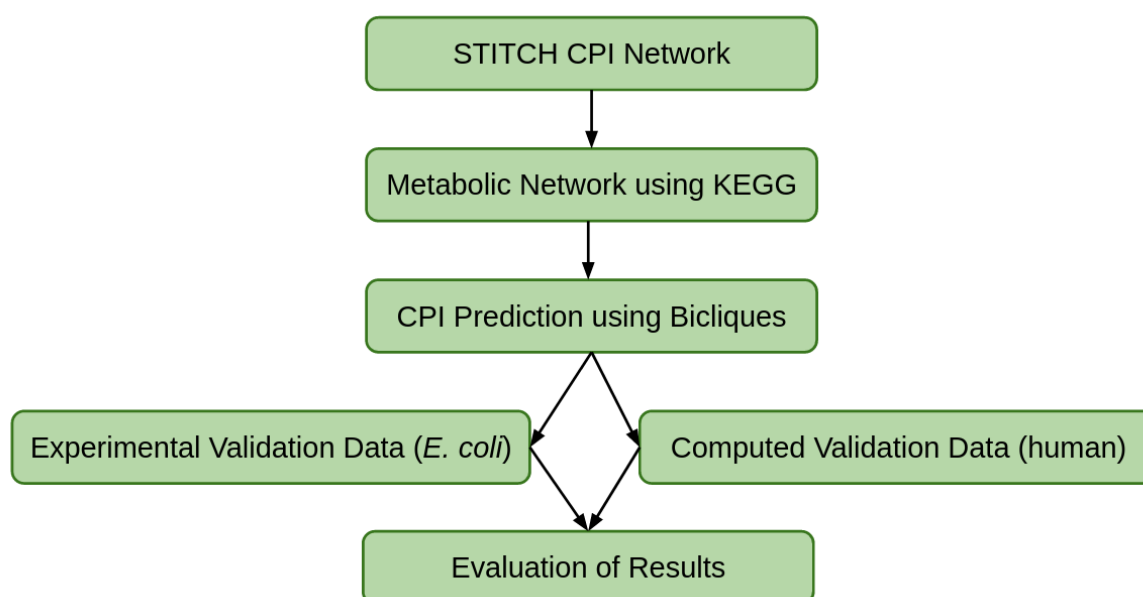 STITCH CPI Network
Metabolic Network using KEGG
CPI Prediction using Bicliques
Experimental Validation Data (E. coli)
Computed Validation Data (human)
Evaluation of Results